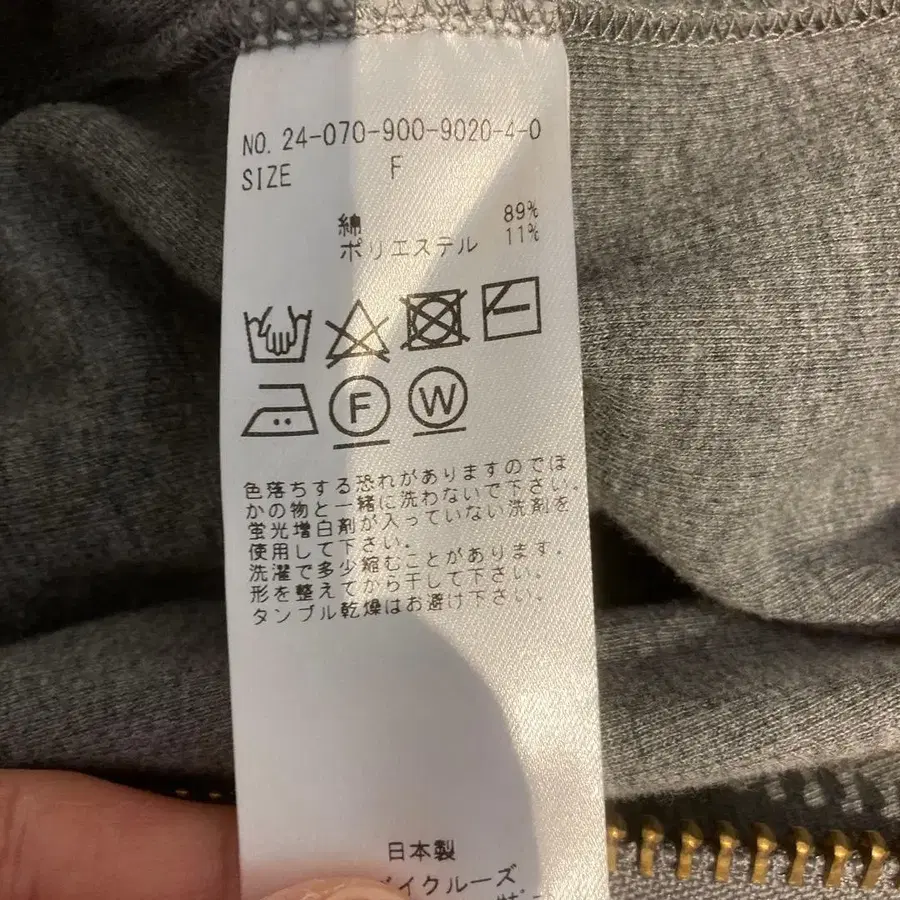 NO. 24-070-900-9020-4-0
SIZE F
綿 89%
ポリエステル 11%
F W
色落ちする恐れがありますのでほ
かの物と一緒に洗わないで下さい。
蛍光増白剤が入っていない洗剤を
使用して下さい。
洗濯で多少縮むことがあります。
形を整えてから干して下さい。
タンブル乾燥はお避け下さい。
日本製
イクルーズ